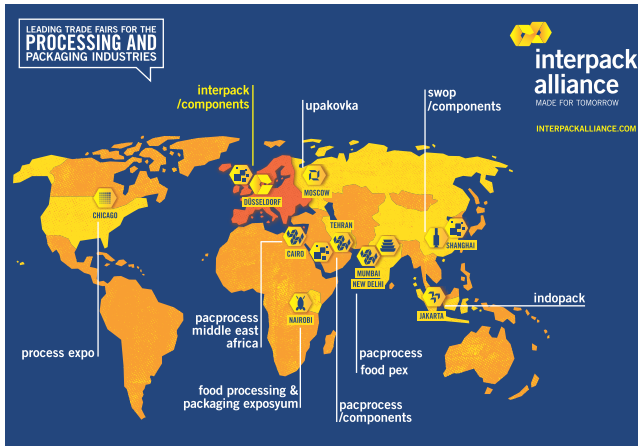 LEADING TRADE FAIRS FOR THE
PROCESSING AND
PACKAGING INDUSTRIES
interpack
alliance
MADE FOR TOMORROW
INTERPACKALLIANCE.COM
interpack
/components
upakovka
swop
/components
DÜSSELDORF
MOSCOW
CHICAGO
TEHRAN
CAIRO
SHANGHAI
MUMBAI
NEW DELHI
NAIROBI
JAKARTA
indopack
pacprocess
middle east
africa
process expo
pacprocess
food pex
food processing &
packaging exposyum
pacprocess
/components